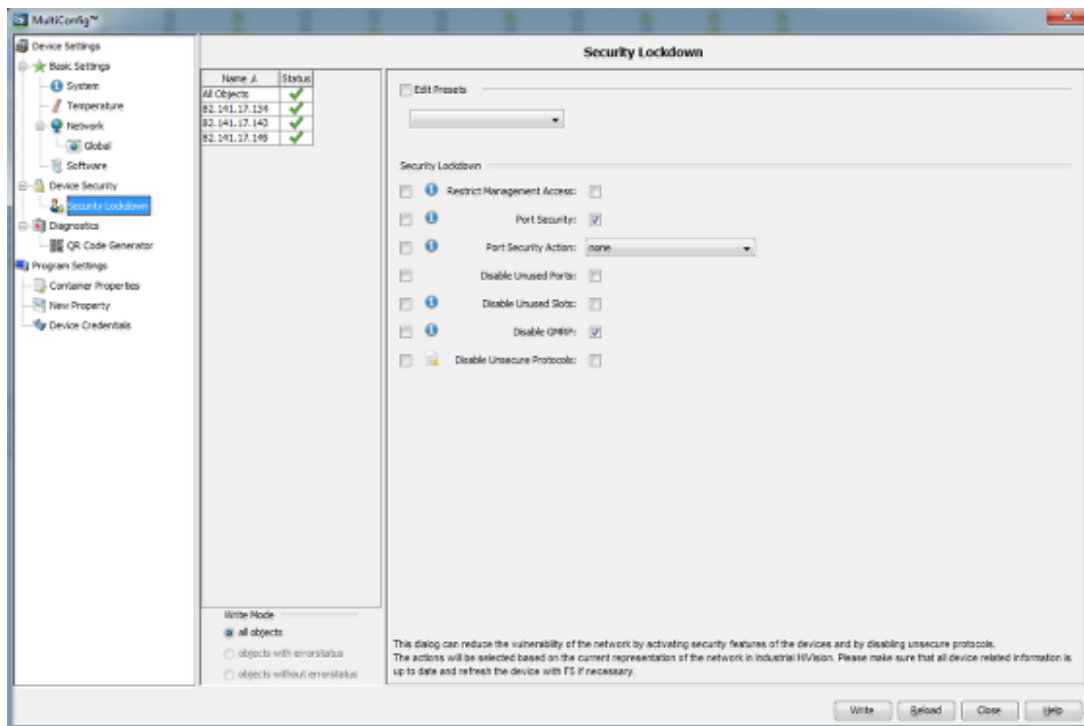 MultiConfig™
Device Settings
Basic Settings
System
Temperature
Network
Global
Software
Device Security
Security Lockdown
Diagnostics
QR Code Generator
Program Settings
Container Properties
New Property
Device Credentials
Name Status
All Objects
82.141.17.134
82.141.17.143
82.141.17.149
Write Mode
all objects
objects with errorstatus
objects without errorstatus
Security Lockdown
Edit Presets
Security Lockdown
Restrict Management Access:
Port Security:
Port Security Action: none
Disable Unused Ports:
Disable Unused Slots:
Disable GMRP:
Disable Unsecure Protocols:
This dialog can reduce the vulnerability of the network by activating security features of the devices and by disabling unsecure protocols.
The actions will be selected based on the current representation of the network in Industrial HiVision. Please make sure that all device related information is
up to date and refresh the device with F5 if necessary.
Write Reload Close Help